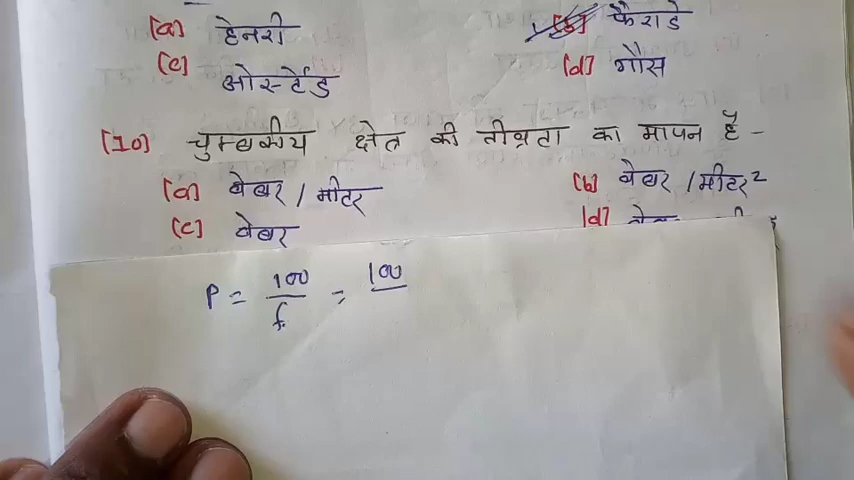 [a] हेनरी [b] फैराडे
[c] ओर्स्टेड [d] गौस
[10] चुम्बकीय क्षेत्र की तीव्रता का मापन है -
[a] वेबर / मीटर [b] वेबर / मीटर²
[c] वेबर [d]
P = 100/f. = 100